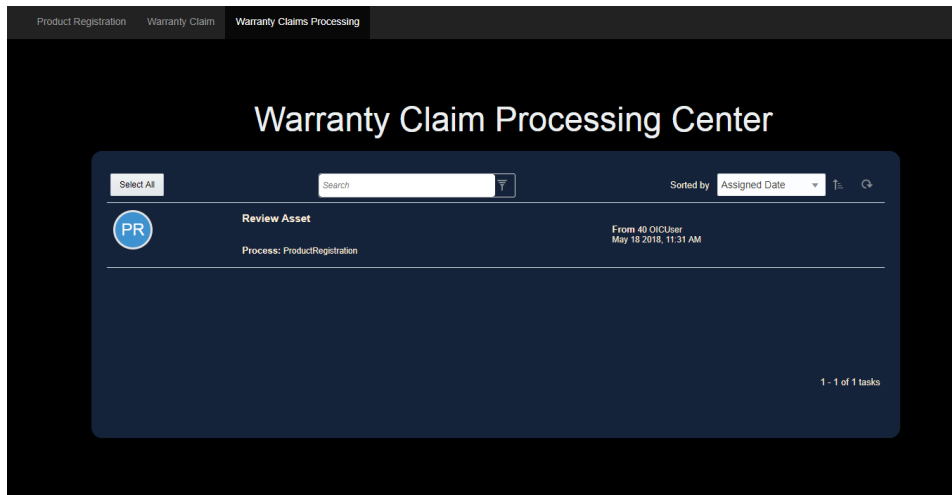 Product Registration Warranty Claim Warranty Claims Processing
Warranty Claim Processing Center
Select All Search Sorted by Assigned Date
PR Review Asset From 40 OICUser
May 18 2018, 11:31 AM
Process: ProductRegistration
1 - 1 of 1 tasks